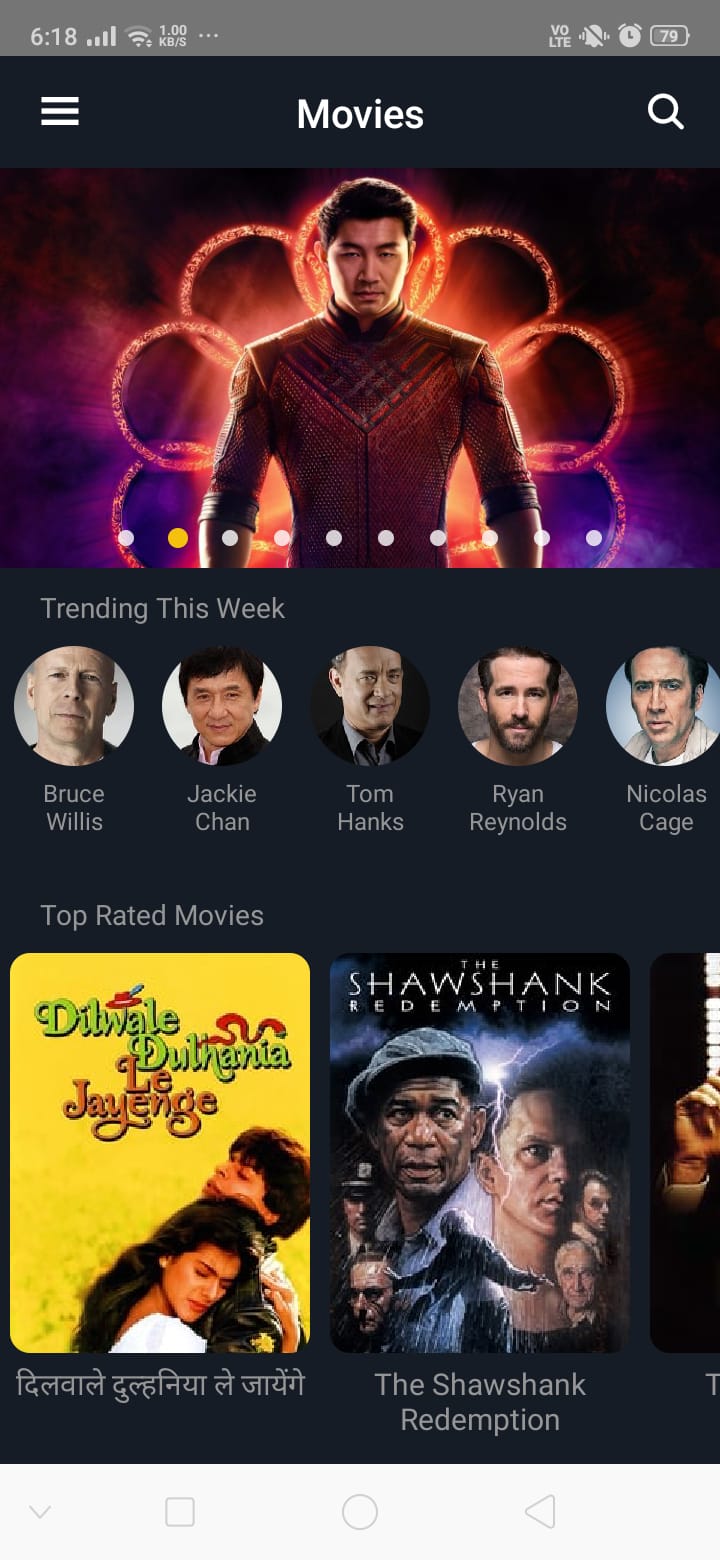 6:18 1.00 KB/S VO LTE 79
Movies
Trending This Week
Bruce Willis
Jackie Chan
Tom Hanks
Ryan Reynolds
Nicolas Cage
Top Rated Movies
Dilwale
Dulhania
Le
Jayenge
THE
SHAWSHANK
REDEMPTION
दिलवाले दुल्हनिया ले जायेंगे
The Shawshank
Redemption
T